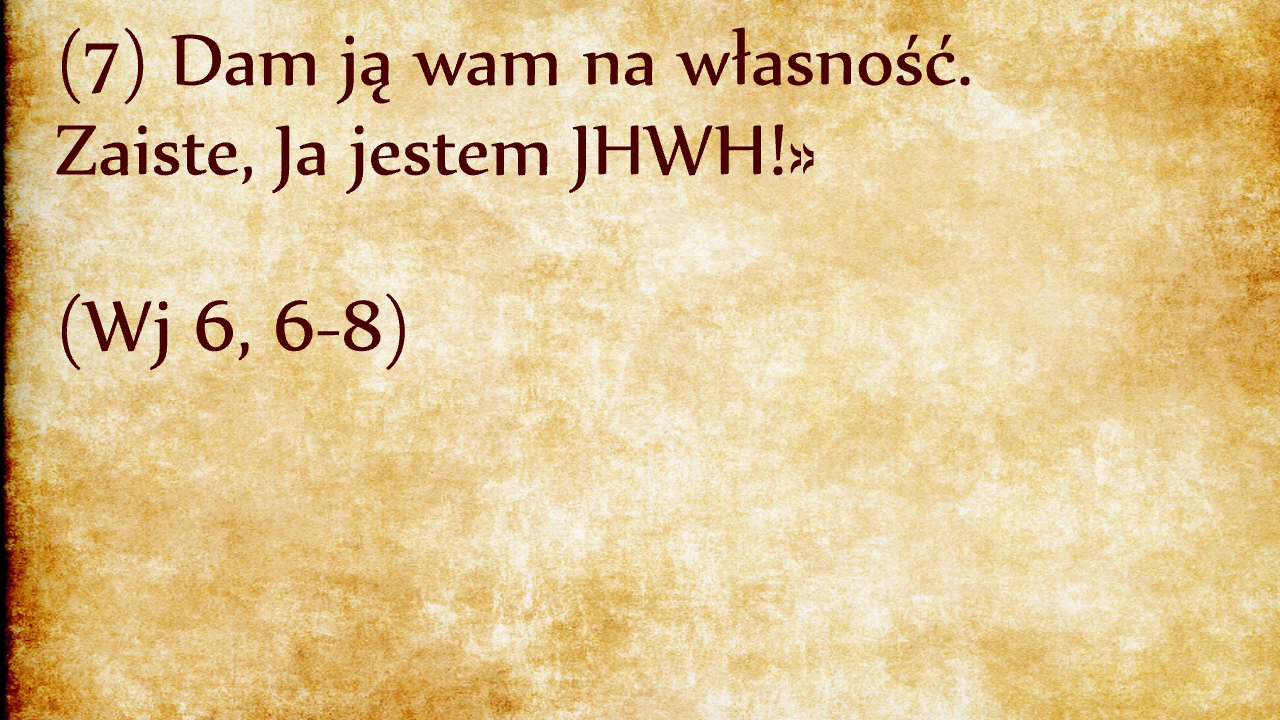 (7) Dam ją wam na własność.
Zaiste, Ja jestem JHWH!»
(Wj 6, 6-8)